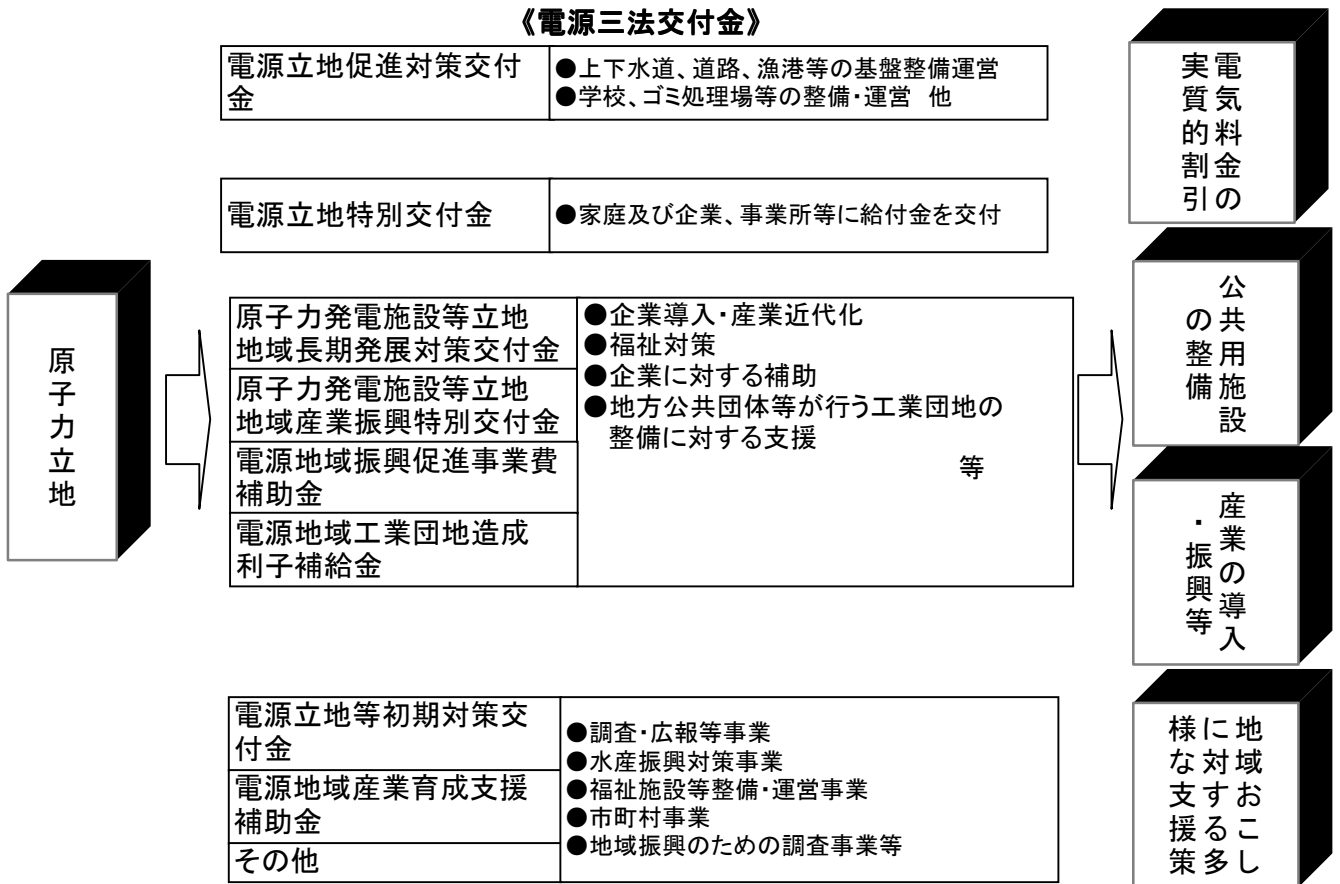 《電源三法交付金》
電源立地促進対策交付
金
●上下水道、道路、漁港等の基盤整備運営
●学校、ゴミ処理場等の整備・運営 他
電源立地特別交付金
●家庭及び企業、事業所等に給付金を交付
原子力立地
原子力発電施設等立地
地域長期発展対策交付金
原子力発電施設等立地
地域産業振興特別交付金
電源地域振興促進事業費
補助金
電源地域工業団地造成
利子補給金
●企業導入・産業近代化
●福祉対策
●企業に対する補助
●地方公共団体等が行う工業団地の
整備に対する支援
等
電源立地等初期対策交
付金
電源地域産業育成支援
補助金
その他
●調査・広報等事業
●水産振興対策事業
●福祉施設等整備・運営事業
●市町村事業
●地域振興のための調査事業等
電気料金の
実質的割引
公共用施設
の整備
産業の導入
・振興等
地域おこし
に対する多
様な支援策